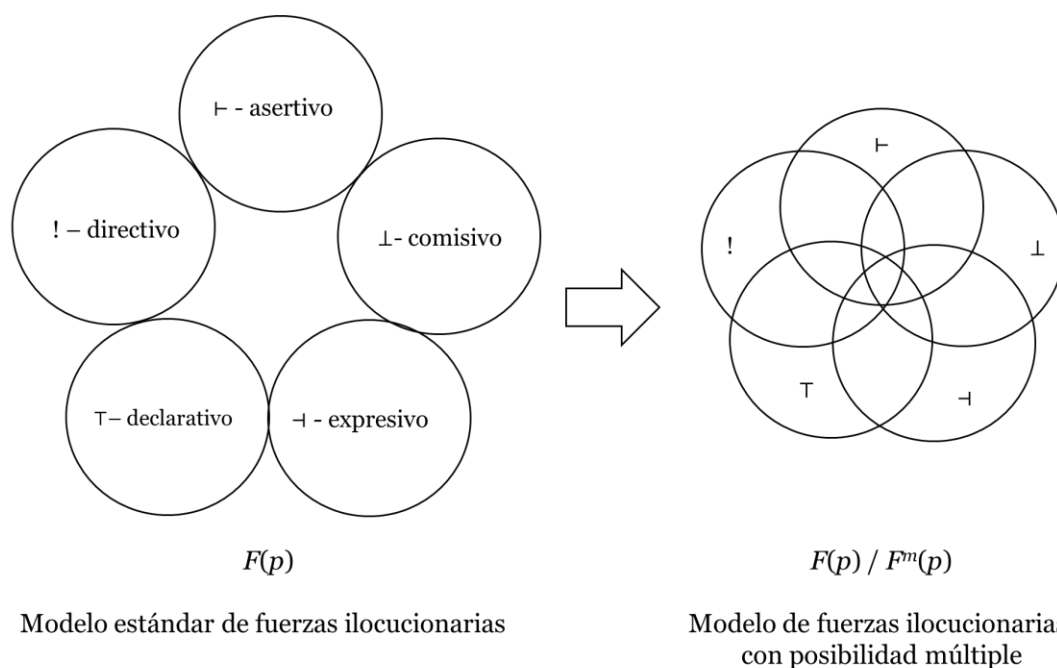 ⊢ - asertivo
! – directivo
⊥- comisivo
⊤– declarativo
⊣ - expresivo
F(p)
Modelo estándar de fuerzas ilocucionarias
⊢
!
⊥
⊤
⊣
F(p) / Fᵐ(p)
Modelo de fuerzas ilocucionarias
con posibilidad múltiple